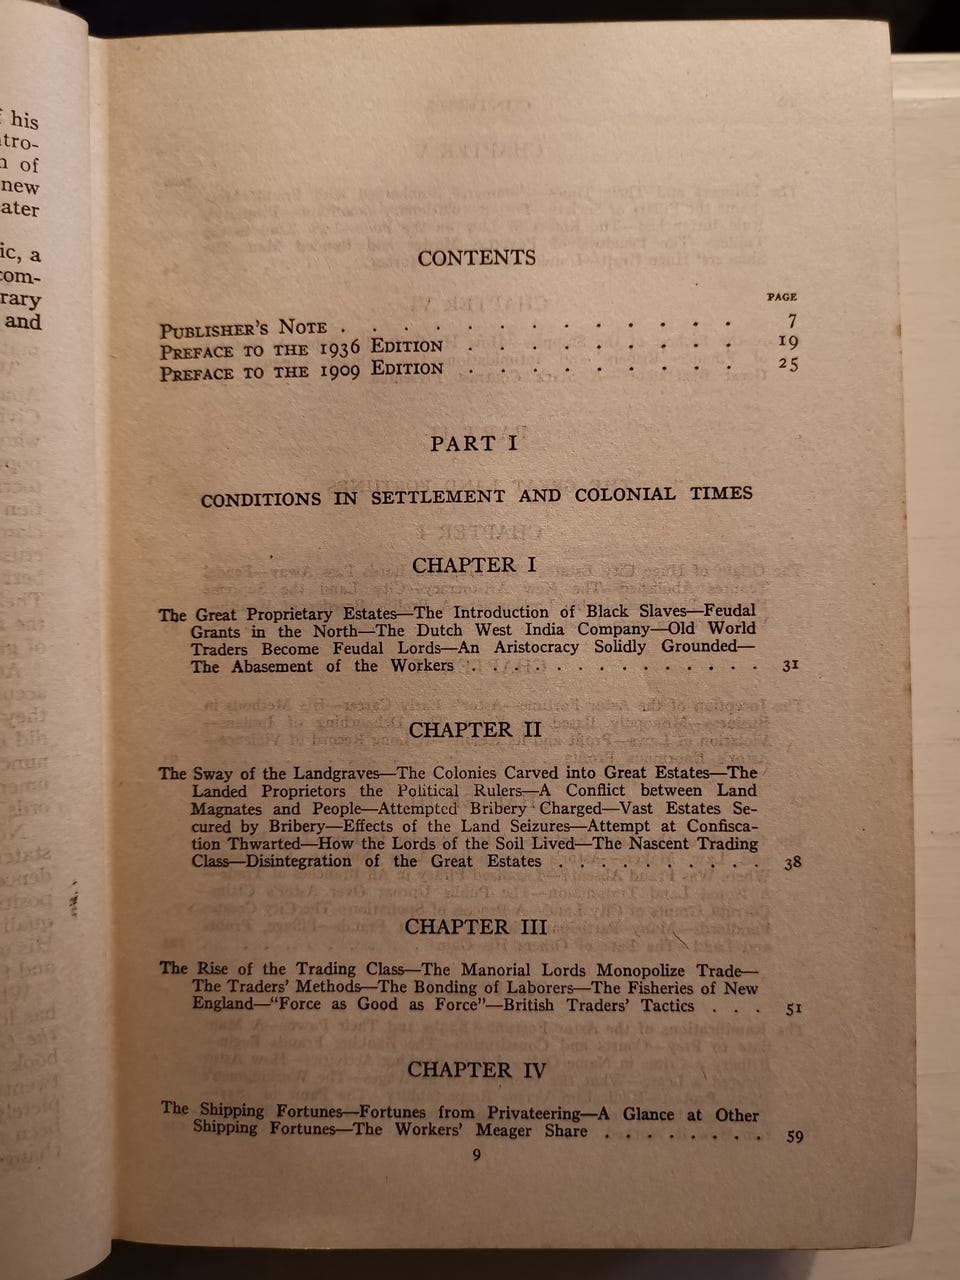 his
tro-
of
new
ater
ic, a
com-
rary
and
CONTENTS
PAGE
PUBLISHER'S NOTE . . . . . . . . . . . . . 7
PREFACE TO THE 1936 EDITION . . . . . . . . . 19
PREFACE TO THE 1909 EDITION . . . . . . . . . 25
PART I
CONDITIONS IN SETTLEMENT AND COLONIAL TIMES
CHAPTER I
The Great Proprietary Estates—The Introduction of Black Slaves—Feudal
Grants in the North—The Dutch West India Company—Old World
Traders Become Feudal Lords—An Aristocracy Solidly Grounded—
The Abasement of the Workers . . . . . . . . . . . . . . 31
CHAPTER II
The Sway of the Landgraves—The Colonies Carved into Great Estates—The
Landed Proprietors the Political Rulers—A Conflict between Land
Magnates and People—Attempted Bribery Charged—Vast Estates Se-
cured by Bribery—Effects of the Land Seizures—Attempt at Confisca-
tion Thwarted—How the Lords of the Soil Lived—The Nascent Trading
Class—Disintegration of the Great Estates . . . . . . . . . . 38
CHAPTER III
The Rise of the Trading Class—The Manorial Lords Monopolize Trade—
The Traders' Methods—The Bonding of Laborers—The Fisheries of New
England—"Force as Good as Force"—British Traders' Tactics . . . 51
CHAPTER IV
The Shipping Fortunes—Fortunes from Privateering—A Glance at Other
Shipping Fortunes—The Workers' Meager Share . . . . . . . . 59
9